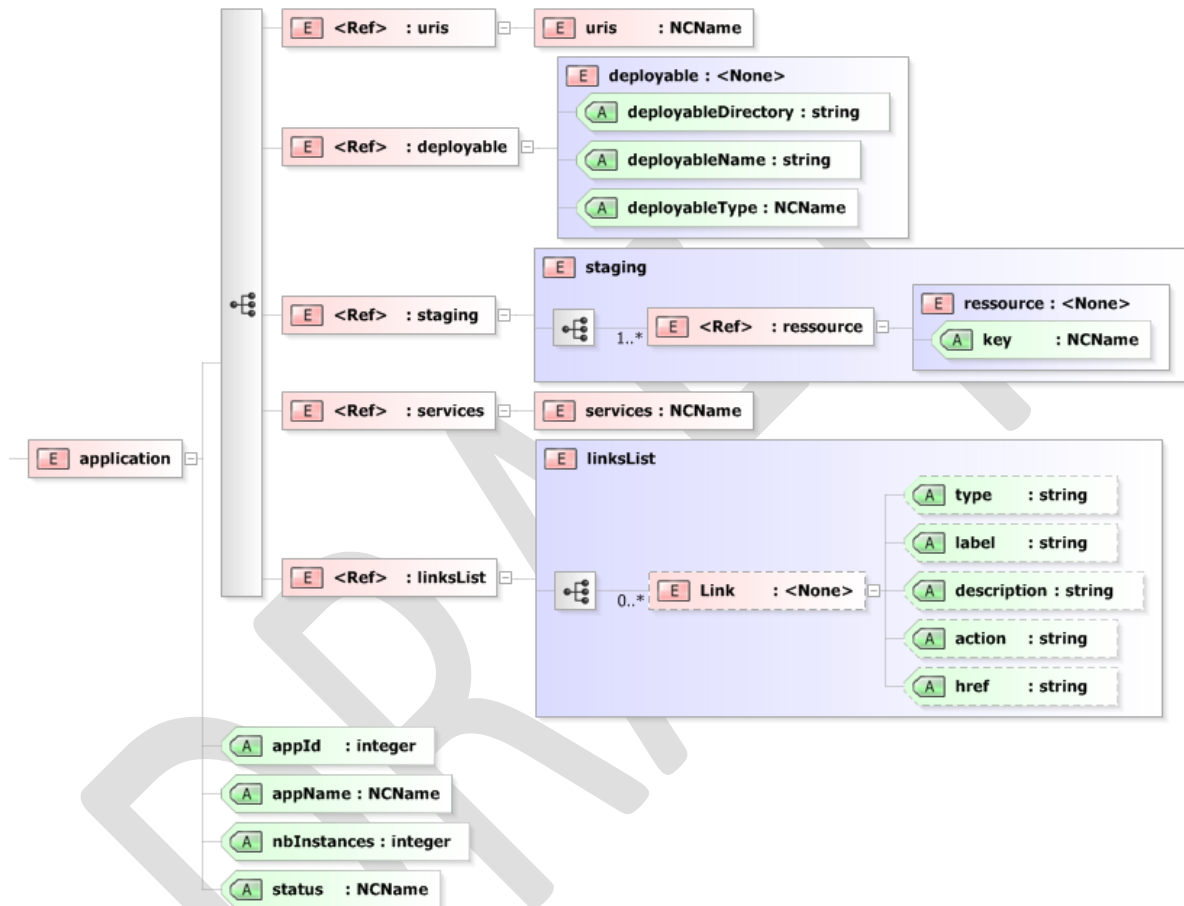 E <Ref> : uris
E uris : NCName
E deployable : <None>
A deployableDirectory : string
E <Ref> : deployable
A deployableName : string
A deployableType : NCName
E staging
E <Ref> : staging
1..*
E <Ref> : ressource
E ressource : <None>
A key : NCName
E <Ref> : services
E services : NCName
E application
E linksList
E <Ref> : linksList
0..*
E Link : <None>
A type : string
A label : string
A description : string
A action : string
A href : string
A appId : integer
A appName : NCName
A nbInstances : integer
A status : NCName
DRAFT